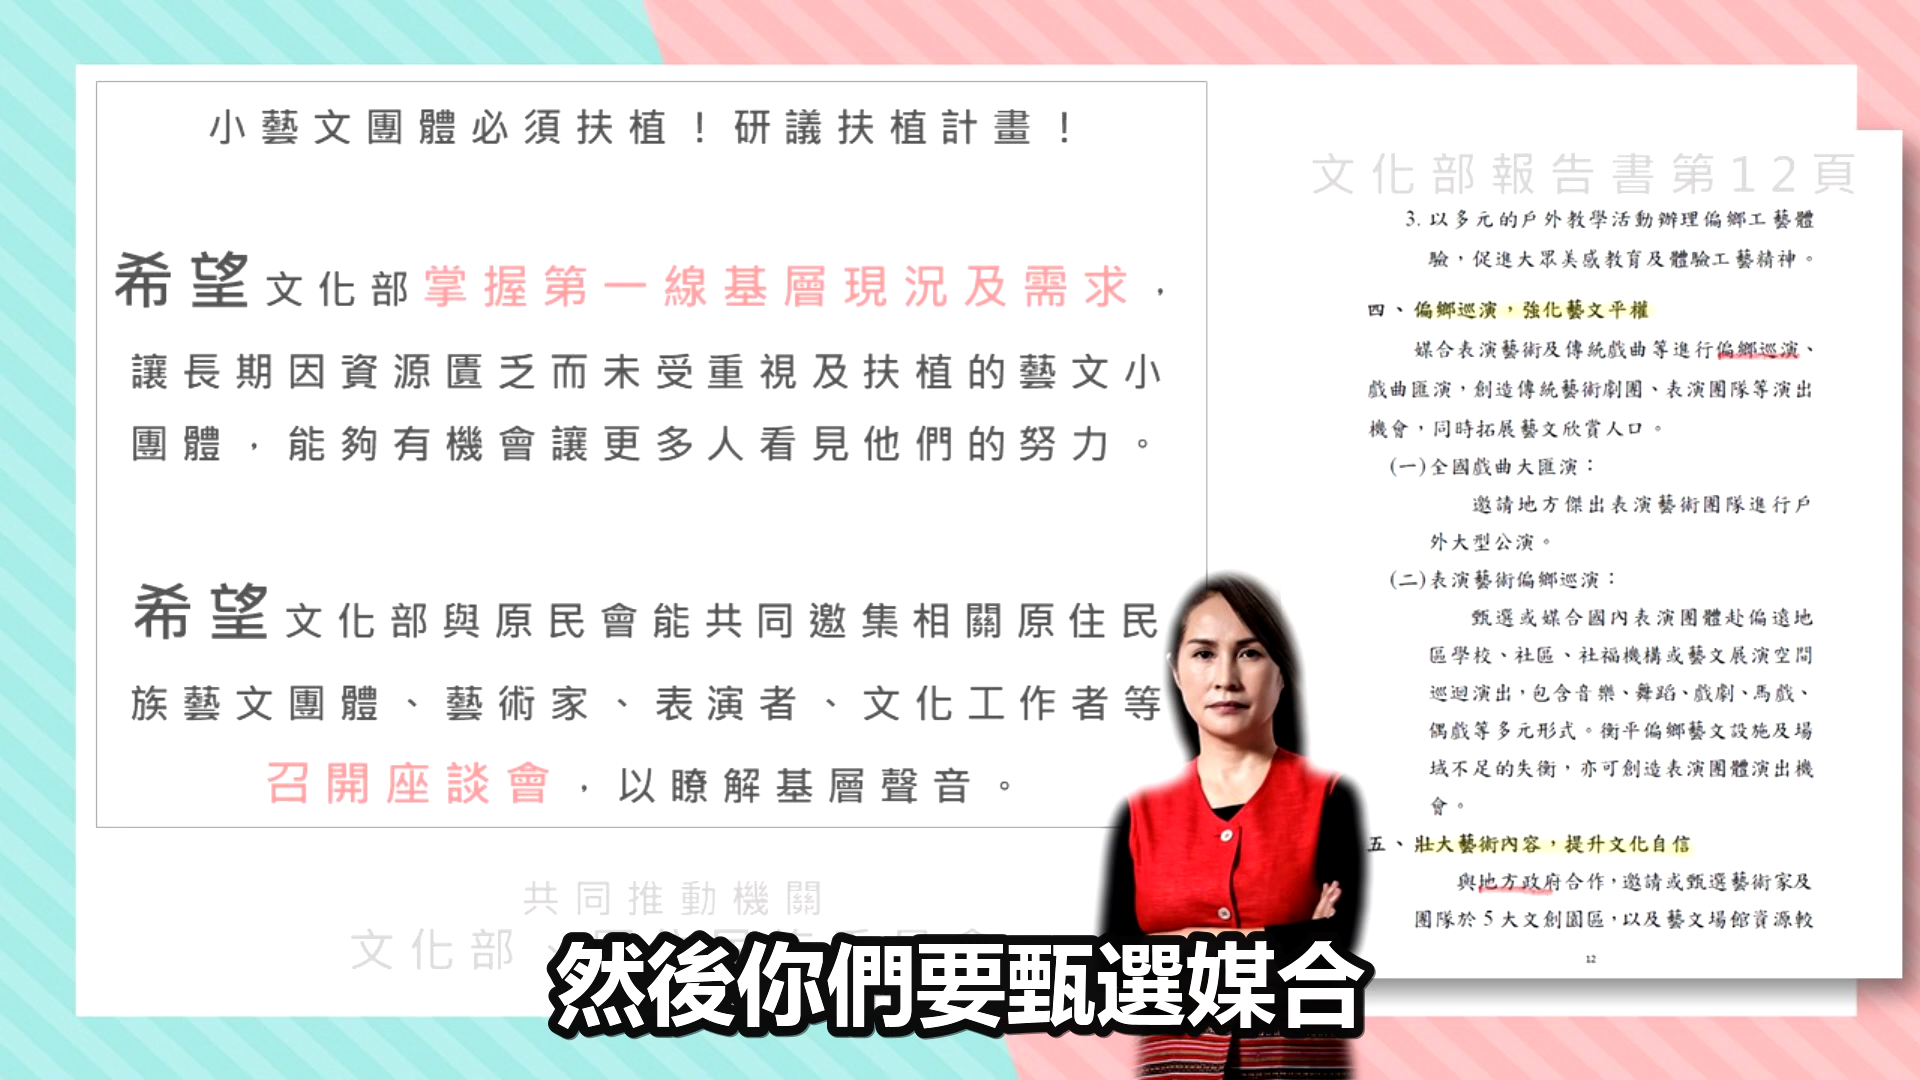 小藝文團體必須扶植！研議扶植計畫！
希望文化部掌握第一線基層現況及需求，
讓長期因資源匱乏而未受重視及扶植的藝文小
團體，能夠有機會讓更多人看見他們的努力。
希望文化部與原民會能共同邀集相關原住民
族藝文團體、藝術家、表演者、文化工作者等
召開座談會，以瞭解基層聲音。
共同推動機關
文化部、
文化部報告書第12頁
3. 以多元的戶外教學活動辦理偏鄉工藝體
驗，促進大眾美感教育及體驗工藝精神。
四、偏鄉巡演，強化藝文平權
媒合表演藝術及傳統戲曲等進行偏鄉巡演、
戲曲匯演，創造傳統藝術劇團、表演團隊等演出
機會，同時拓展藝文欣賞人口。
(一)全國戲曲大匯演：
邀請地方傑出表演藝術團隊進行戶
外大型公演。
(二)表演藝術偏鄉巡演：
甄選或媒合國內表演團體赴偏遠地
區學校、社區、社福機構或藝文展演空間
巡迴演出，包含音樂、舞蹈、戲劇、馬戲、
偶戲等多元形式。衡平偏鄉藝文設施及場
域不足的失衡，亦可創造表演團體演出機
會。
五、壯大藝術內容，提升文化自信
與地方政府合作，邀請或甄選藝術家及
團隊於 5 大文創園區，以及藝文場館資源較
12
然後你們要甄選媒合